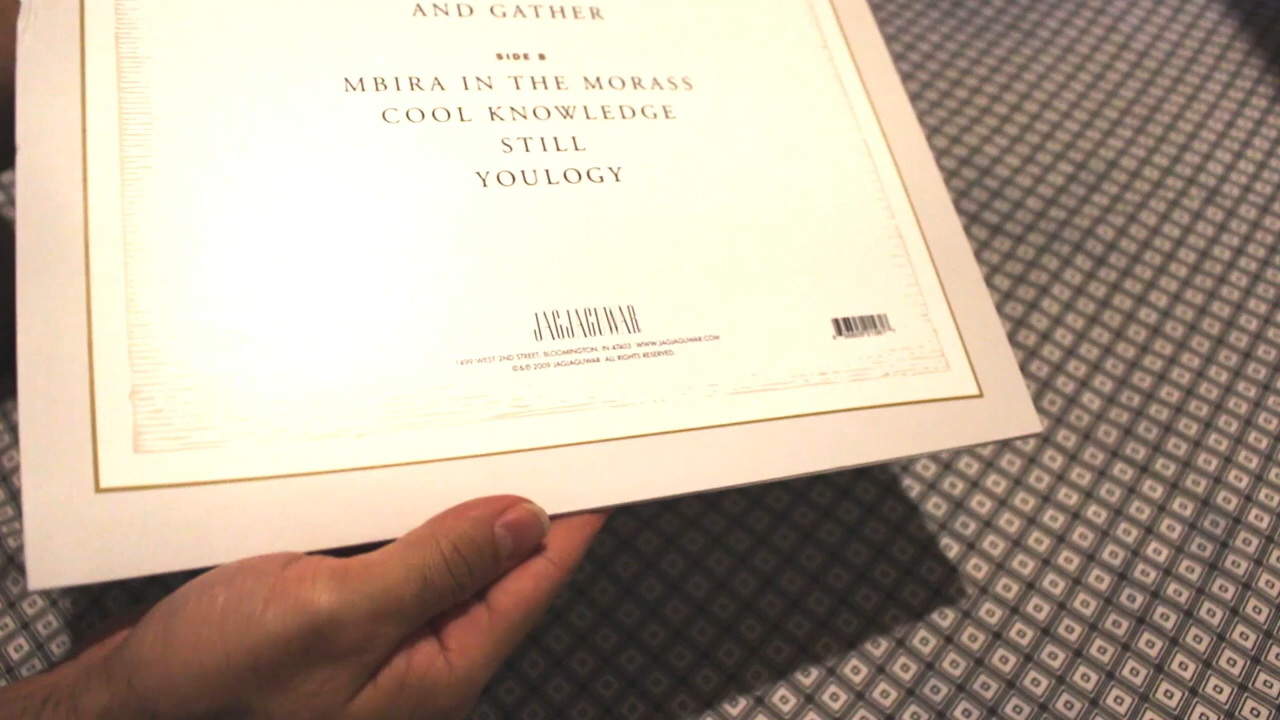 AND GATHER
SIDE B
MBIRA IN THE MORASS
COOL KNOWLEDGE
STILL
YOULOGY
JAGJAGUWAR
1499 WEST 2ND STREET, BLOOMINGTON, IN 47403 WWW.JAGJAGUWAR.COM
©&℗ 2009 JAGJAGUWAR. ALL RIGHTS RESERVED.